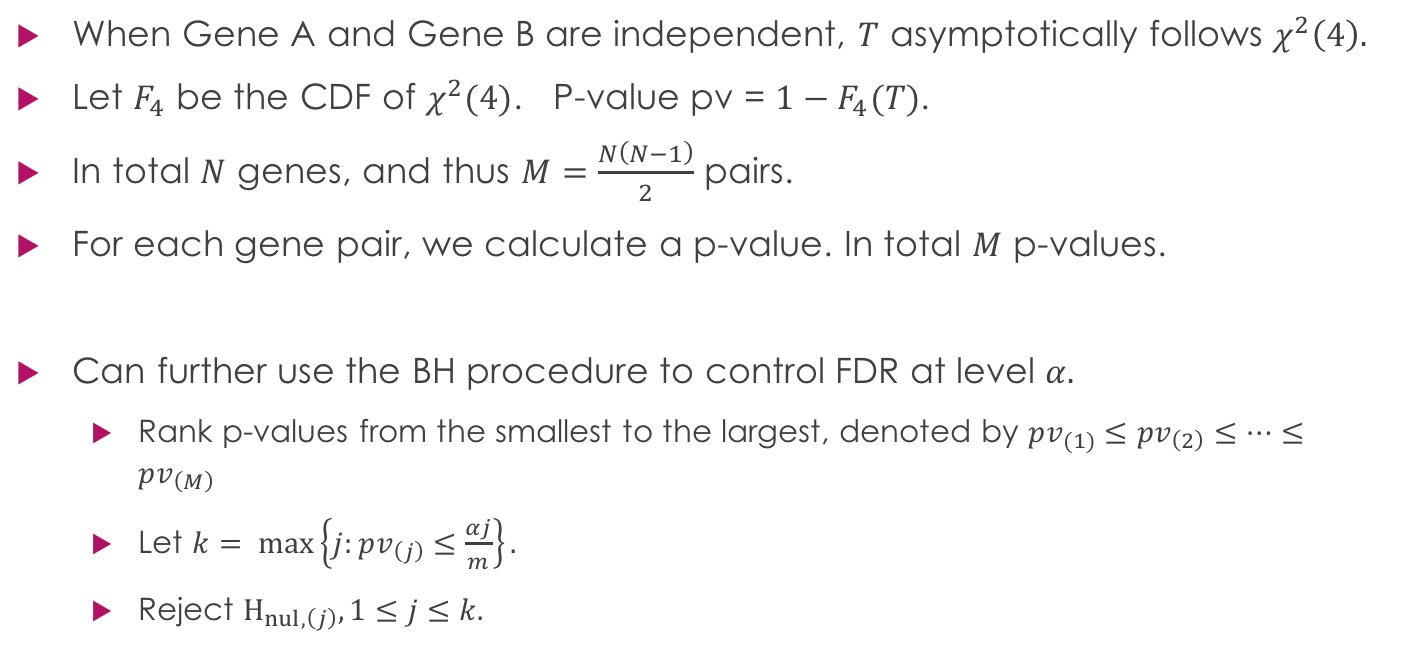 ▶ When Gene A and Gene B are independent, T asymptotically follows χ²(4).
▶ Let F₄ be the CDF of χ²(4). P-value pv = 1 − F₄(T).
▶ In total N genes, and thus M = N(N−1)/2 pairs.
▶ For each gene pair, we calculate a p-value. In total M p-values.
▶ Can further use the BH procedure to control FDR at level α.
▶ Rank p-values from the smallest to the largest, denoted by pv₍₁₎ ≤ pv₍₂₎ ≤ ⋯ ≤
pv₍M₎
▶ Let k = max{j: pv₍j₎ ≤ αj/m}.
▶ Reject H_nul,(j), 1 ≤ j ≤ k.